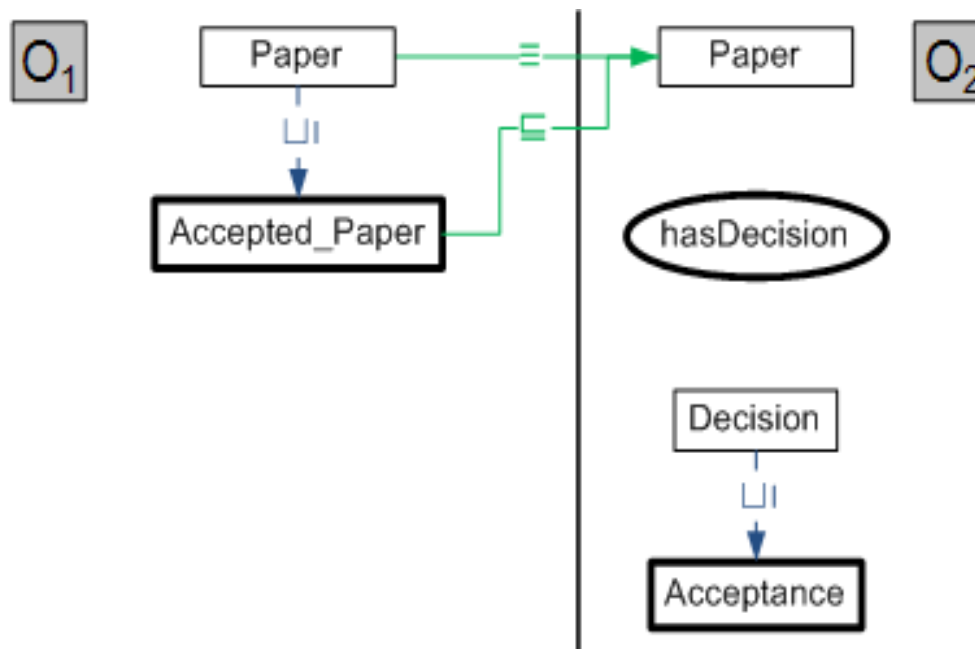 O₁
Paper
≡
Paper
O₂
⊑
⊑
Accepted_Paper
hasDecision
Decision
⊑
Acceptance